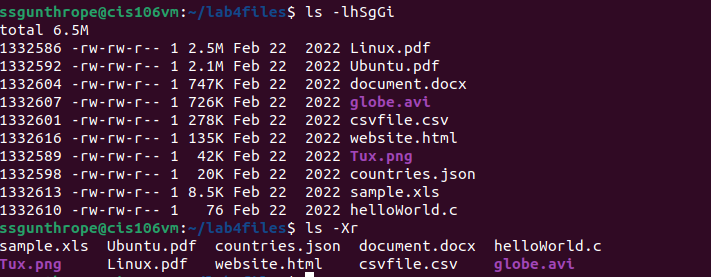 ssgunthrope@cis106vm:~/lab4files$ ls -lhSgGi
total 6.5M
1332586 -rw-rw-r-- 1 2.5M Feb 22  2022 Linux.pdf
1332592 -rw-rw-r-- 1 2.1M Feb 22  2022 Ubuntu.pdf
1332604 -rw-rw-r-- 1 747K Feb 22  2022 document.docx
1332607 -rw-rw-r-- 1 726K Feb 22  2022 globe.avi
1332601 -rw-rw-r-- 1 278K Feb 22  2022 csvfile.csv
1332616 -rw-rw-r-- 1 135K Feb 22  2022 website.html
1332589 -rw-rw-r-- 1  42K Feb 22  2022 Tux.png
1332598 -rw-rw-r-- 1  20K Feb 22  2022 countries.json
1332613 -rw-rw-r-- 1 8.5K Feb 22  2022 sample.xls
1332610 -rw-rw-r-- 1   76 Feb 22  2022 helloWorld.c
ssgunthrope@cis106vm:~/lab4files$ ls -Xr
sample.xls  Ubuntu.pdf  countries.json  document.docx  helloWorld.c
Tux.png     Linux.pdf   website.html    csvfile.csv    globe.avi